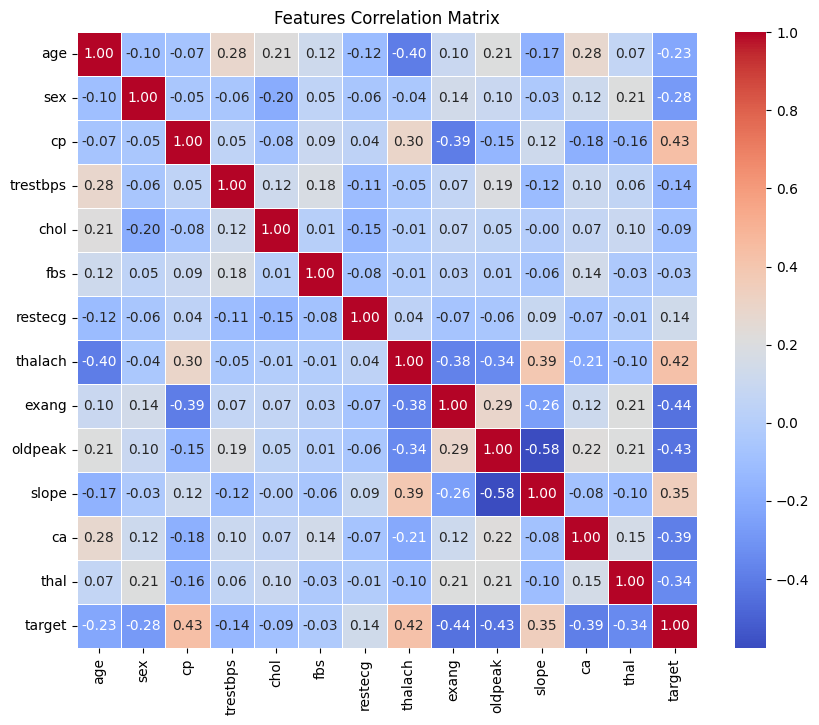 Features Correlation Matrix
age 1.00 -0.10 -0.07 0.28 0.21 0.12 -0.12 -0.40 0.10 0.21 -0.17 0.28 0.07 -0.23
sex -0.10 1.00 -0.05 -0.06 -0.20 0.05 -0.06 -0.04 0.14 0.10 -0.03 0.12 0.21 -0.28
cp -0.07 -0.05 1.00 0.05 -0.08 0.09 0.04 0.30 -0.39 -0.15 0.12 -0.18 -0.16 0.43
trestbps 0.28 -0.06 0.05 1.00 0.12 0.18 -0.11 -0.05 0.07 0.19 -0.12 0.10 0.06 -0.14
chol 0.21 -0.20 -0.08 0.12 1.00 0.01 -0.15 -0.01 0.07 0.05 -0.00 0.07 0.10 -0.09
fbs 0.12 0.05 0.09 0.18 0.01 1.00 -0.08 -0.01 0.03 0.01 -0.06 0.14 -0.03 -0.03
restecg -0.12 -0.06 0.04 -0.11 -0.15 -0.08 1.00 0.04 -0.07 -0.06 0.09 -0.07 -0.01 0.14
thalach -0.40 -0.04 0.30 -0.05 -0.01 -0.01 0.04 1.00 -0.38 -0.34 0.39 -0.21 -0.10 0.42
exang 0.10 0.14 -0.39 0.07 0.07 0.03 -0.07 -0.38 1.00 0.29 -0.26 0.12 0.21 -0.44
oldpeak 0.21 0.10 -0.15 0.19 0.05 0.01 -0.06 -0.34 0.29 1.00 -0.58 0.22 0.21 -0.43
slope -0.17 -0.03 0.12 -0.12 -0.00 -0.06 0.09 0.39 -0.26 -0.58 1.00 -0.08 -0.10 0.35
ca 0.28 0.12 -0.18 0.10 0.07 0.14 -0.07 -0.21 0.12 0.22 -0.08 1.00 0.15 -0.39
thal 0.07 0.21 -0.16 0.06 0.10 -0.03 -0.01 -0.10 0.21 0.21 -0.10 0.15 1.00 -0.34
target -0.23 -0.28 0.43 -0.14 -0.09 -0.03 0.14 0.42 -0.44 -0.43 0.35 -0.39 -0.34 1.00
age sex cp trestbps chol fbs restecg thalach exang oldpeak slope ca thal target
1.0
0.8
0.6
0.4
0.2
0.0
−0.2
−0.4